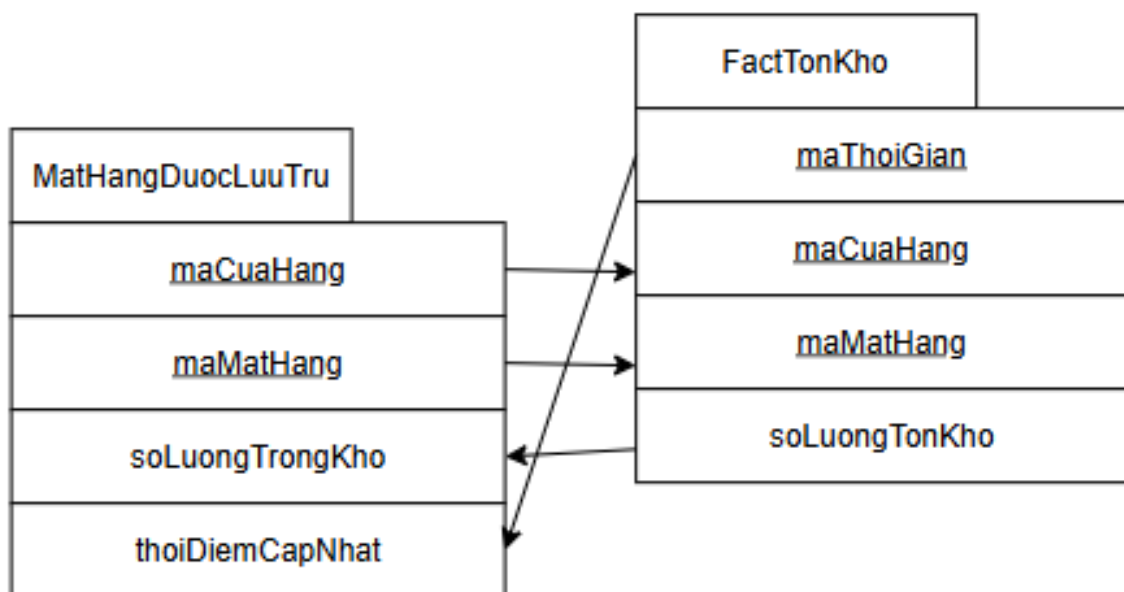 MatHangDuocLuuTru
maCuaHang
maMatHang
soLuongTrongKho
thoiDiemCapNhat
FactTonKho
maThoiGian
maCuaHang
maMatHang
soLuongTonKho